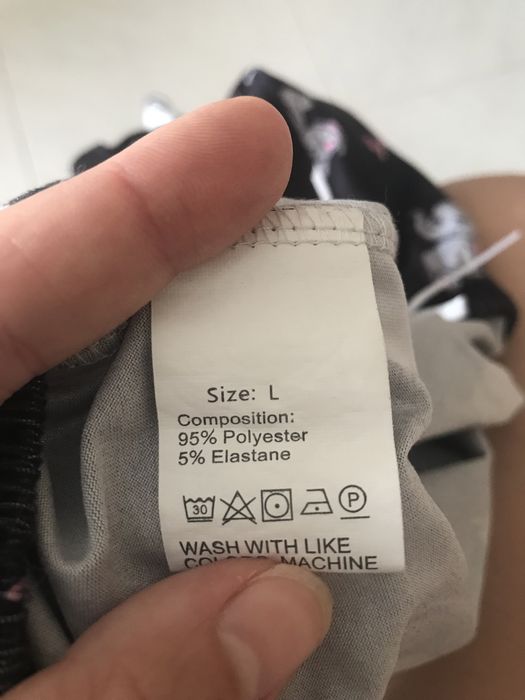 Size: L
Composition:
95% Polyester
5% Elastane
30 P
WASH WITH LIKE
MACHINE